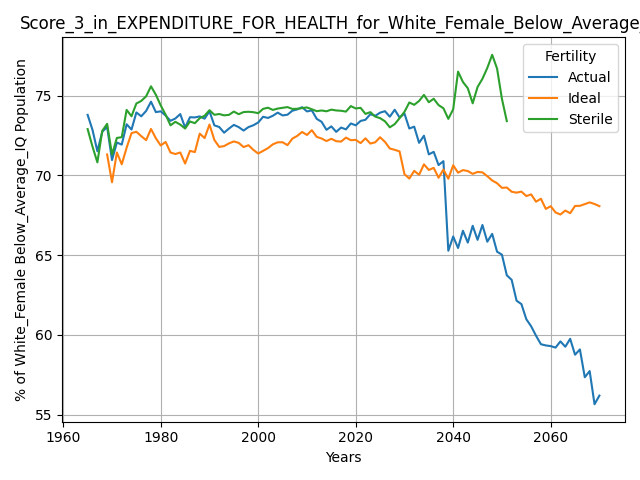 Score_3_in_EXPENDITURE_FOR_HEALTH_for_White_Female_Below_Average_
% of White_Female Below_Average_IQ Population
75
70
65
60
55
Fertility
Actual
Ideal
Sterile
1960 1980 2000 2020 2040 2060
Years